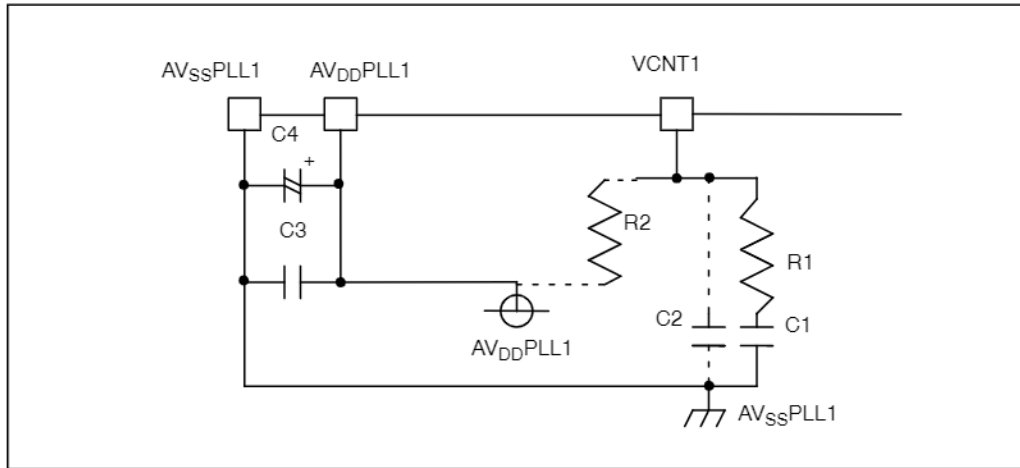 AVSSPLL1
AVDDPLL1
VCNT1
C4
+
C3
R2
R1
C2
C1
AVDDPLL1
AVSSPLL1